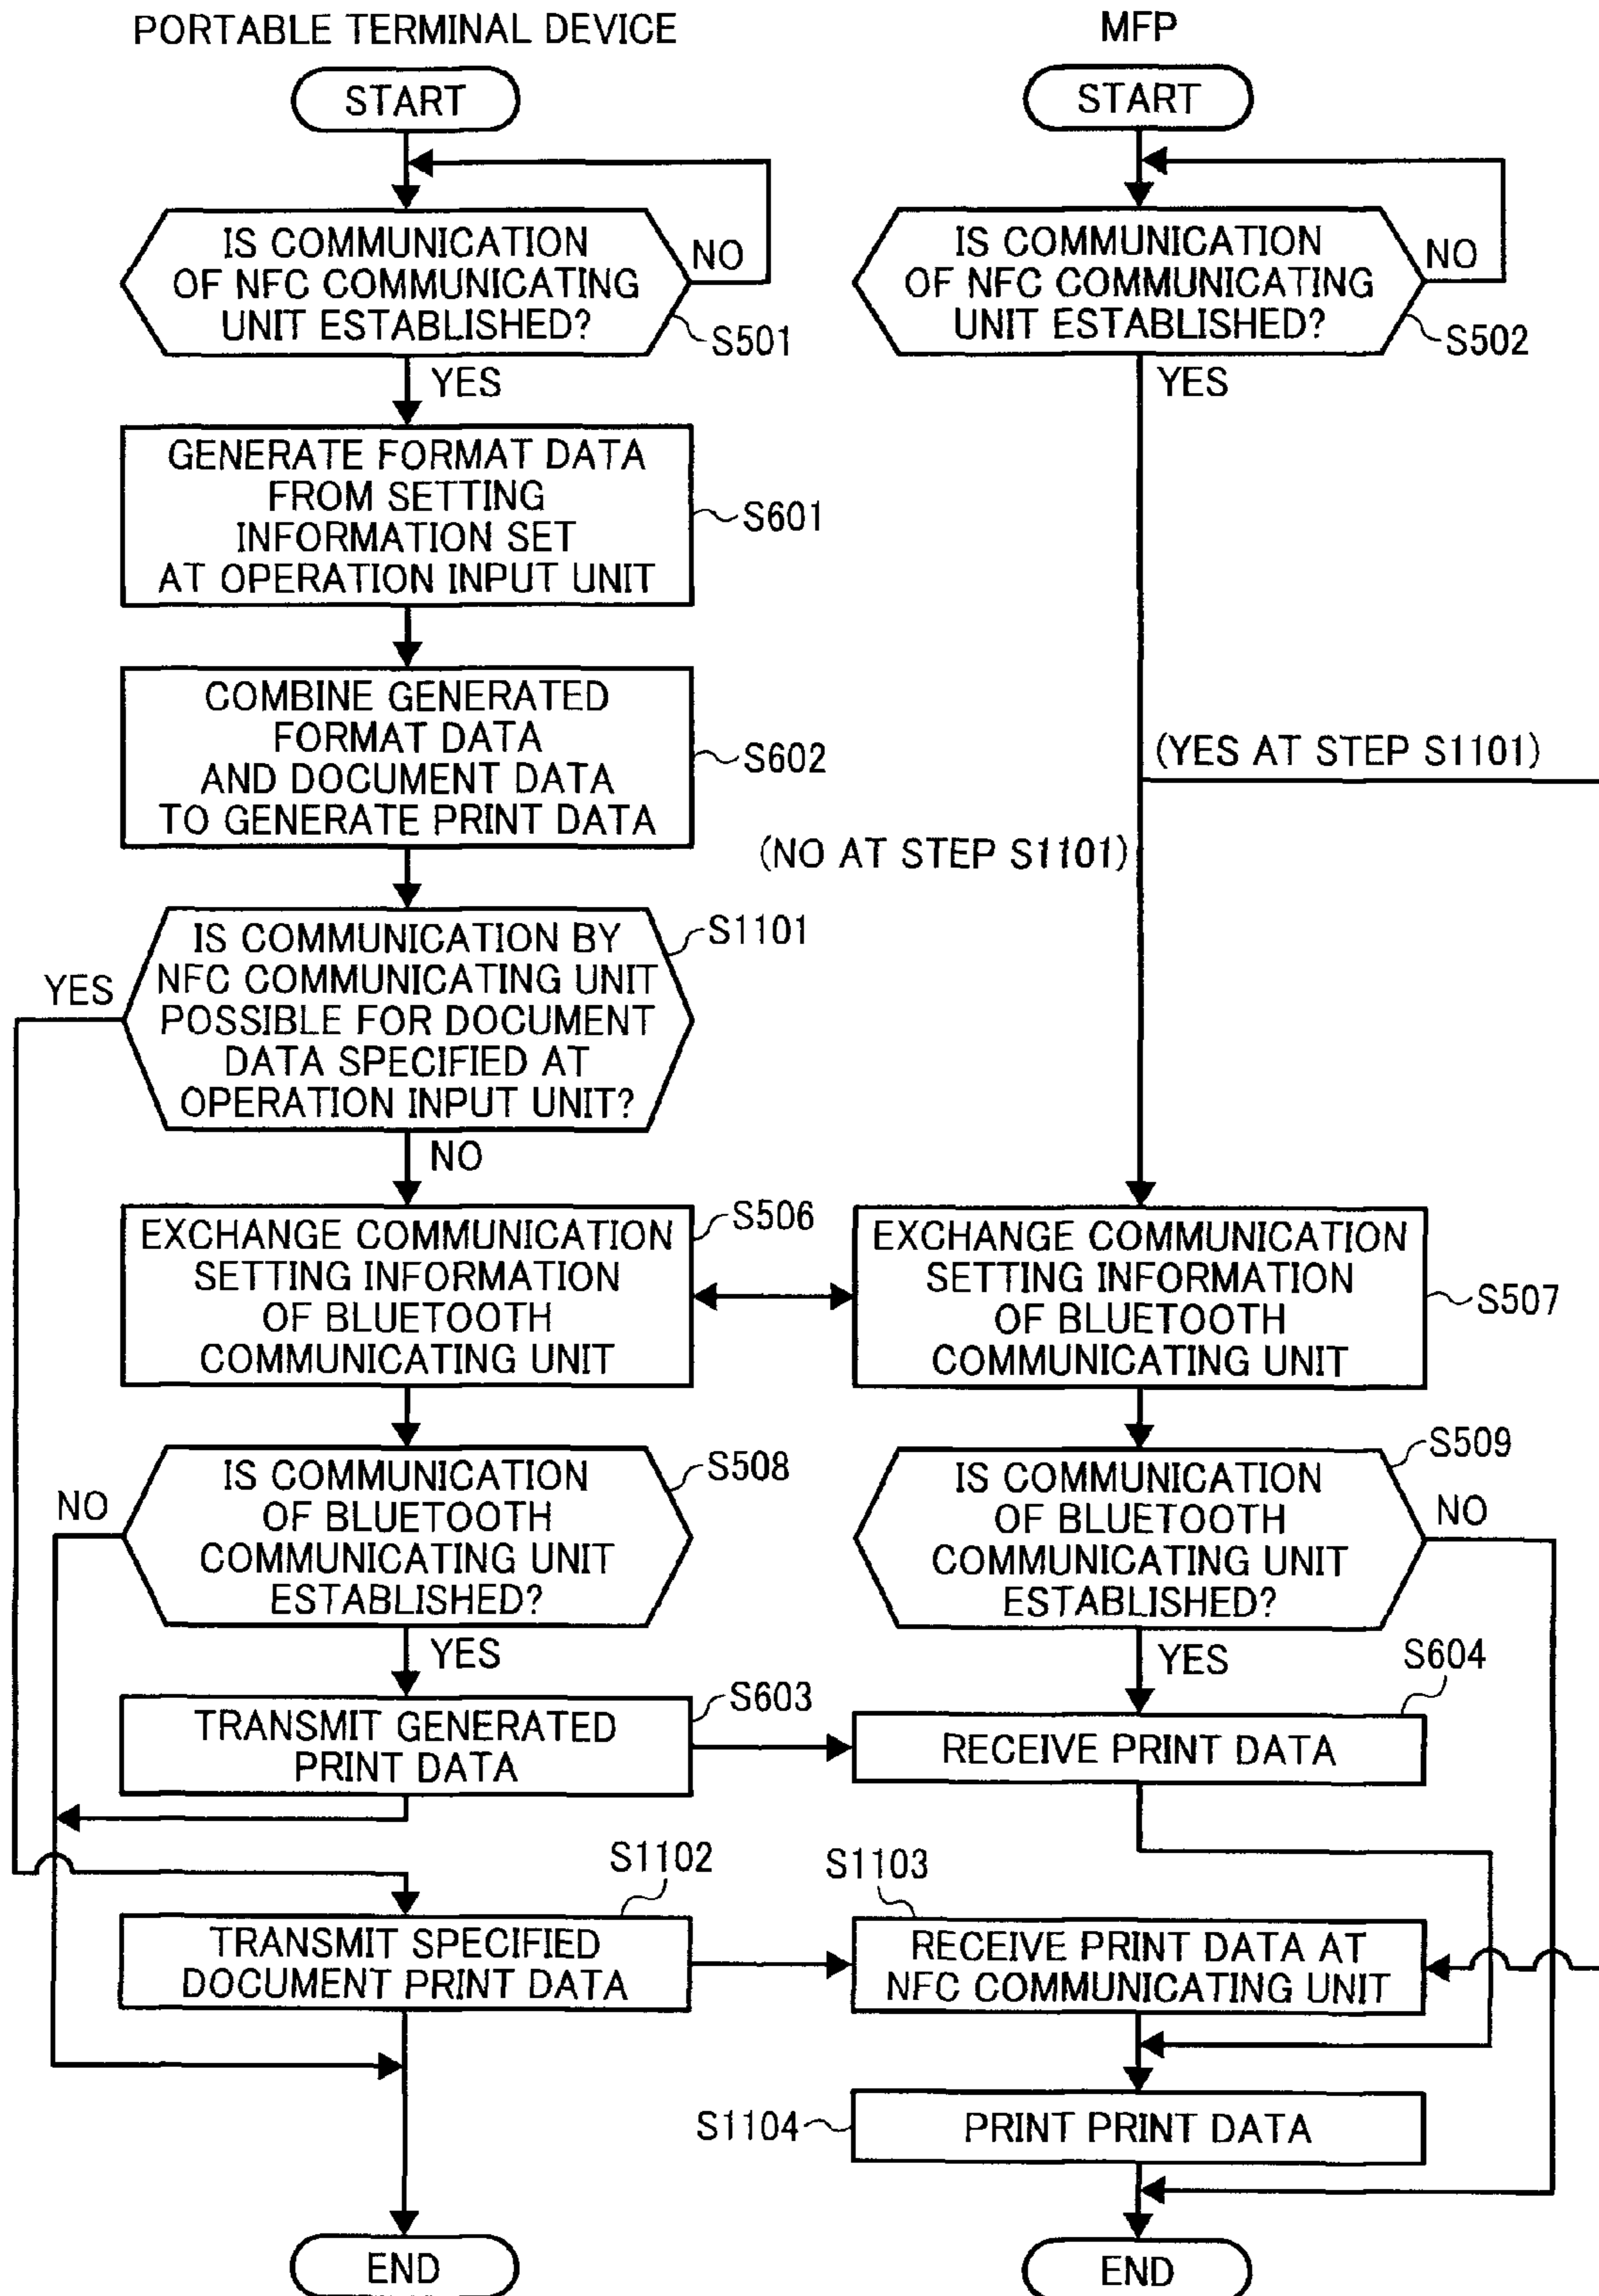 PORTABLE TERMINAL DEVICE
START
IS COMMUNICATION
OF NFC COMMUNICATING
UNIT ESTABLISHED?
NO
S501
YES
GENERATE FORMAT DATA
FROM SETTING
INFORMATION SET
AT OPERATION INPUT UNIT
S601
COMBINE GENERATED
FORMAT DATA
AND DOCUMENT DATA
TO GENERATE PRINT DATA
S602
IS COMMUNICATION BY
NFC COMMUNICATING UNIT
POSSIBLE FOR DOCUMENT
DATA SPECIFIED AT
OPERATION INPUT UNIT?
S1101
YES
NO
EXCHANGE COMMUNICATION
SETTING INFORMATION
OF BLUETOOTH
COMMUNICATING UNIT
S506
IS COMMUNICATION
OF BLUETOOTH
COMMUNICATING UNIT
ESTABLISHED?
S508
NO
YES
TRANSMIT GENERATED
PRINT DATA
S603
TRANSMIT SPECIFIED
DOCUMENT PRINT DATA
S1102
END
MFP
START
IS COMMUNICATION
OF NFC COMMUNICATING
UNIT ESTABLISHED?
NO
S502
YES
(YES AT STEP S1101)
(NO AT STEP S1101)
EXCHANGE COMMUNICATION
SETTING INFORMATION
OF BLUETOOTH
COMMUNICATING UNIT
S507
IS COMMUNICATION
OF BLUETOOTH
COMMUNICATING UNIT
ESTABLISHED?
S509
NO
YES
RECEIVE PRINT DATA
S604
RECEIVE PRINT DATA AT
NFC COMMUNICATING UNIT
S1103
PRINT PRINT DATA
S1104
END